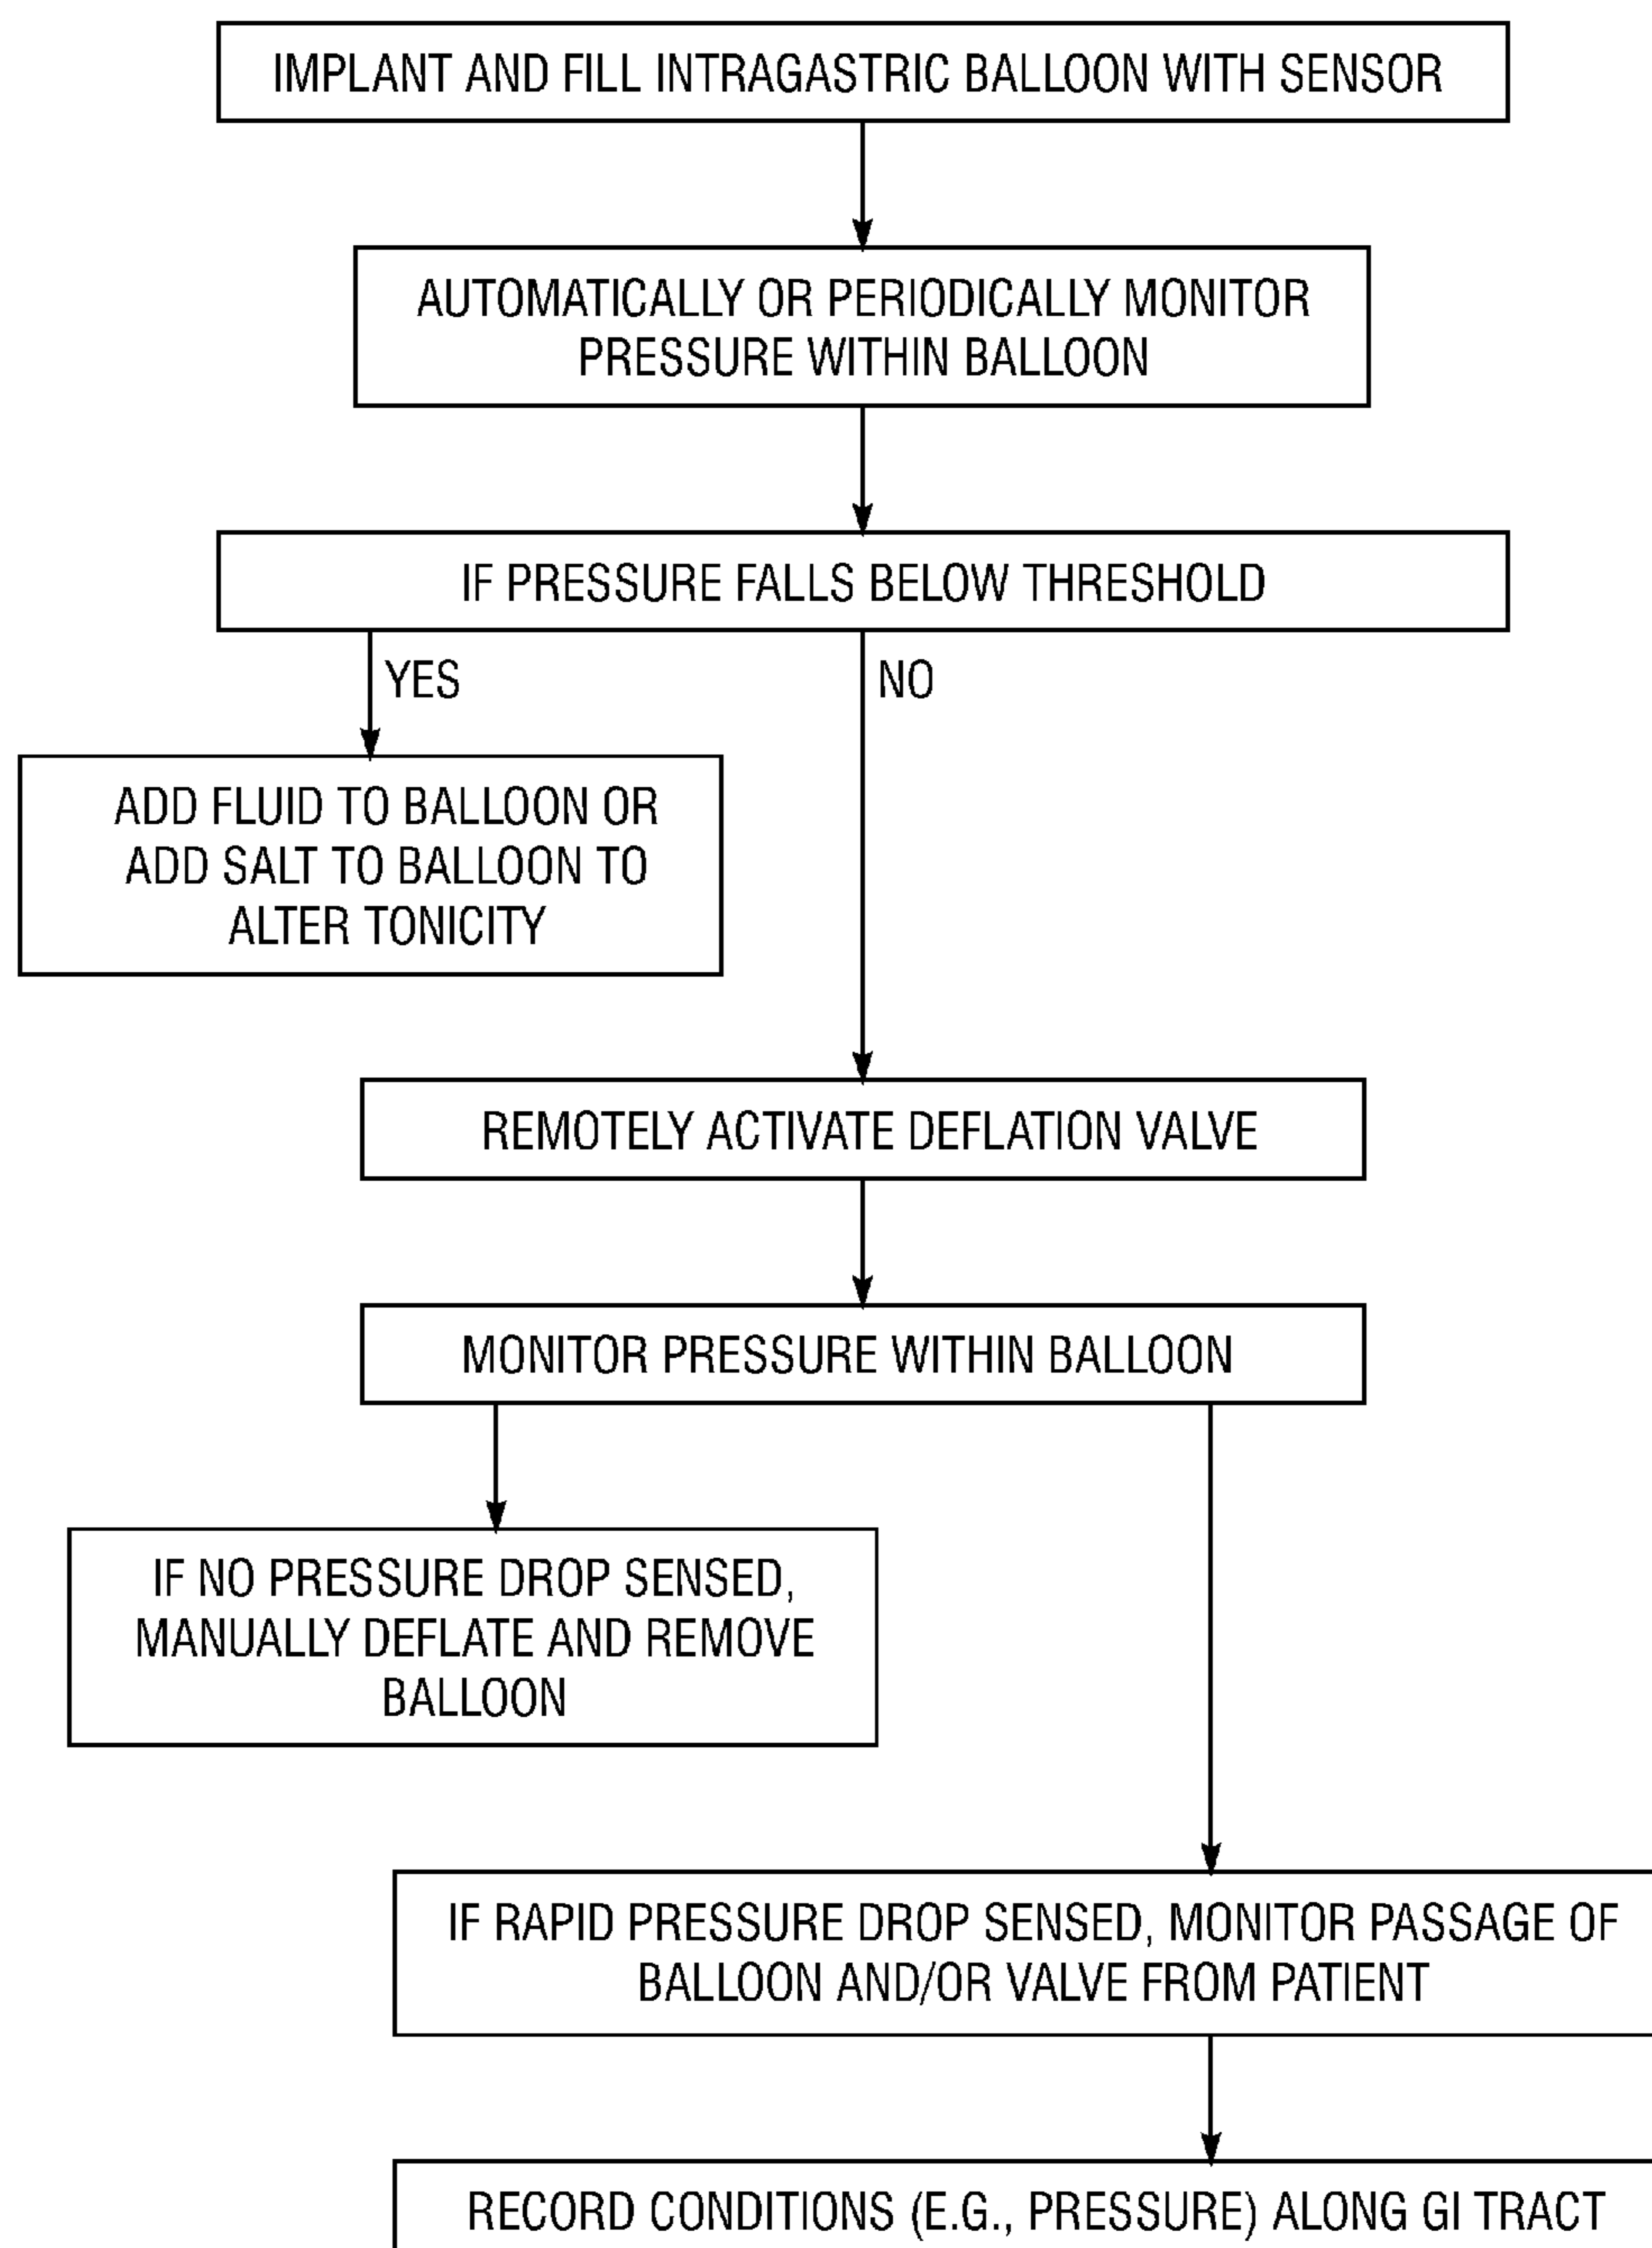 IMPLANT AND FILL INTRAGASTRIC BALLOON WITH SENSOR
AUTOMATICALLY OR PERIODICALLY MONITOR
PRESSURE WITHIN BALLOON
IF PRESSURE FALLS BELOW THRESHOLD
YES
NO
ADD FLUID TO BALLOON OR
ADD SALT TO BALLOON TO
ALTER TONICITY
REMOTELY ACTIVATE DEFLATION VALVE
MONITOR PRESSURE WITHIN BALLOON
IF NO PRESSURE DROP SENSED,
MANUALLY DEFLATE AND REMOVE
BALLOON
IF RAPID PRESSURE DROP SENSED, MONITOR PASSAGE OF
BALLOON AND/OR VALVE FROM PATIENT
RECORD CONDITIONS (E.G., PRESSURE) ALONG GI TRACT